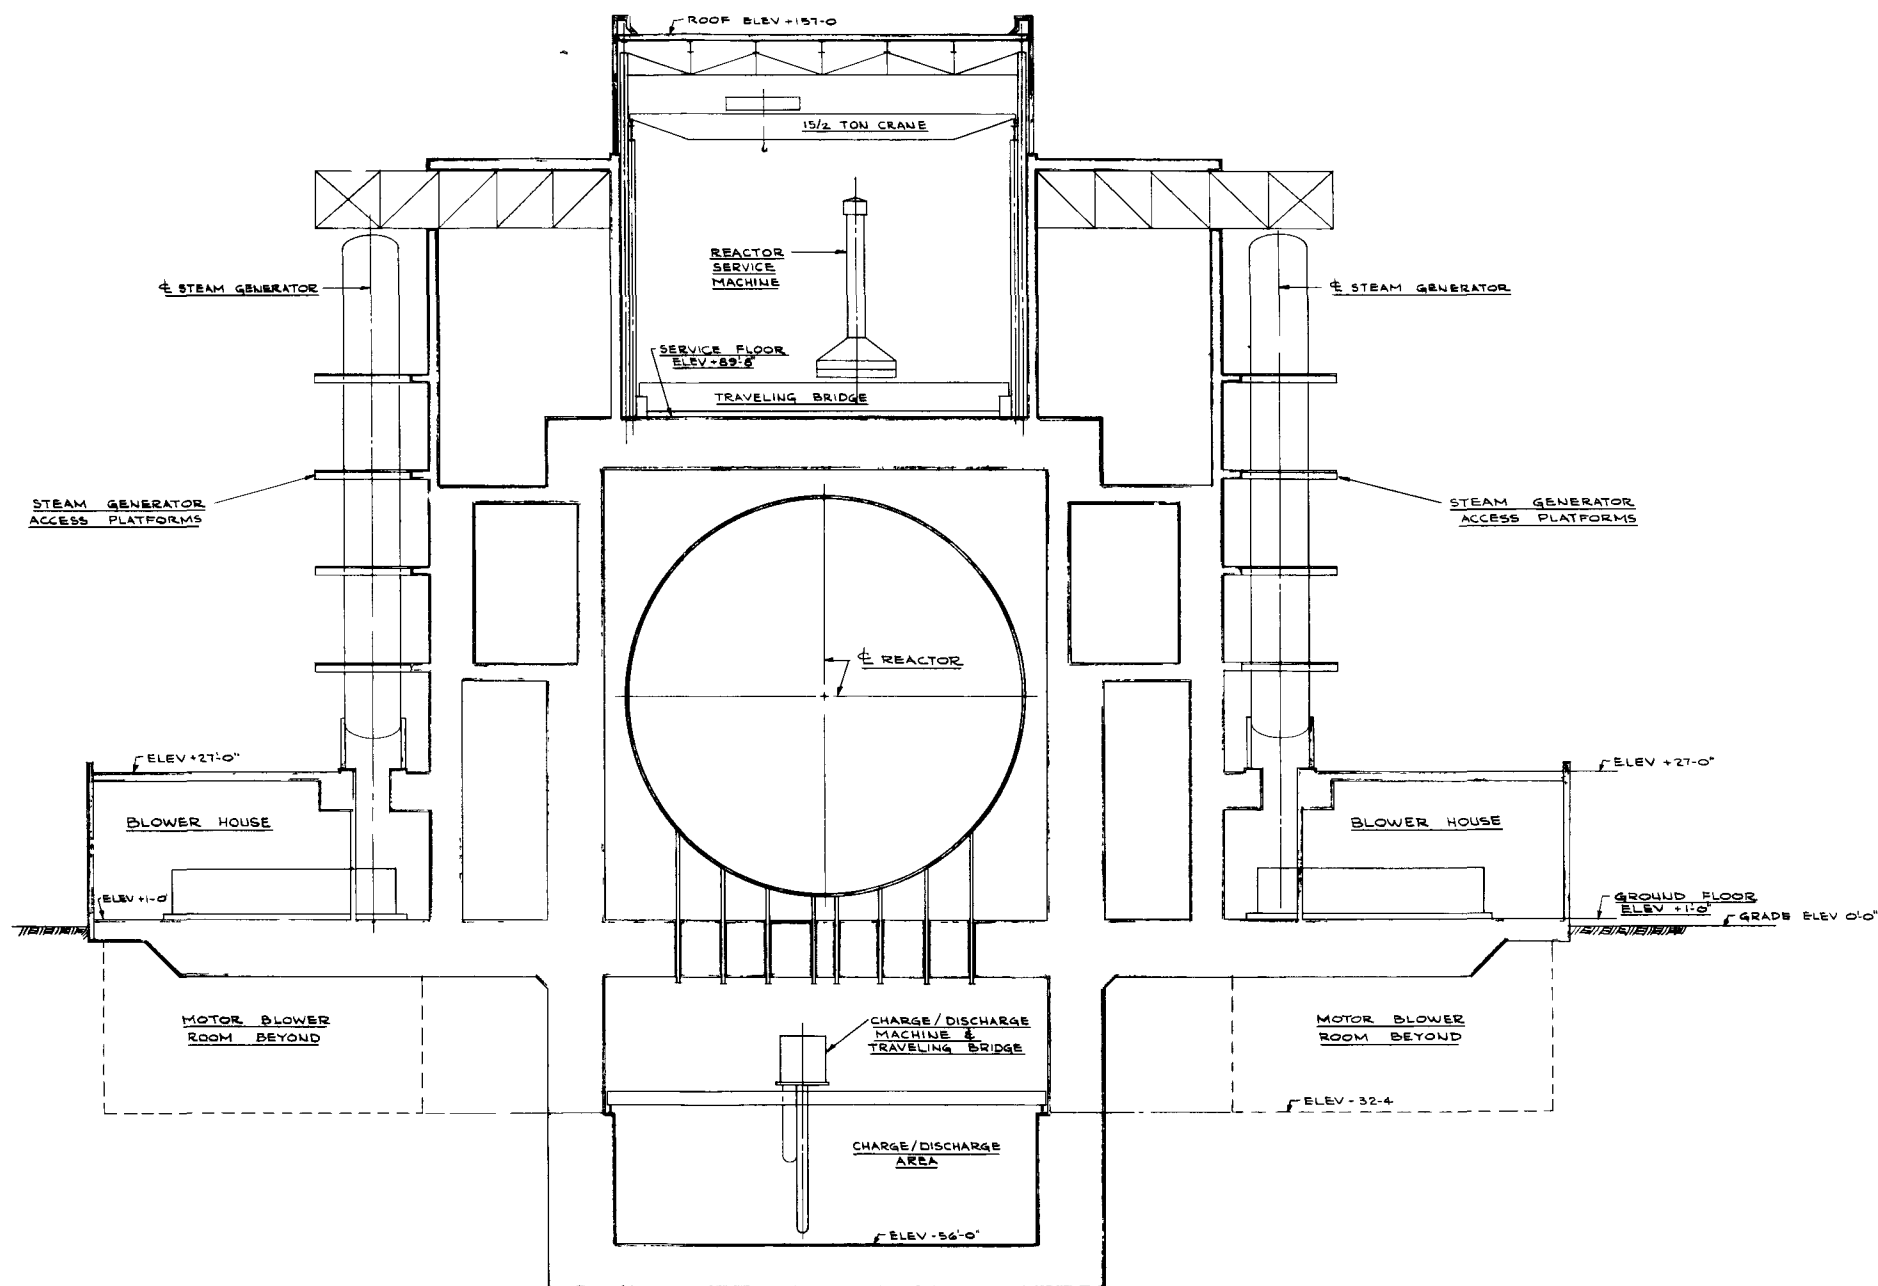 ROOF ELEV +157-0
15/2 TON CRANE
REACTOR
SERVICE
MACHINE
℄ STEAM GENERATOR
℄ STEAM GENERATOR
SERVICE FLOOR
ELEV +89'-8"
TRAVELING BRIDGE
STEAM GENERATOR
ACCESS PLATFORMS
STEAM GENERATOR
ACCESS PLATFORMS
℄ REACTOR
ELEV +27'-0"
ELEV +27'-0"
BLOWER HOUSE
BLOWER HOUSE
ELEV +1-0'
GROUND FLOOR
ELEV +1-0"
GRADE ELEV 0'-0"
MOTOR BLOWER
ROOM BEYOND
CHARGE/DISCHARGE
MACHINE &
TRAVELING BRIDGE
MOTOR BLOWER
ROOM BEYOND
ELEV -32-4
CHARGE/DISCHARGE
AREA
ELEV -56'-0"